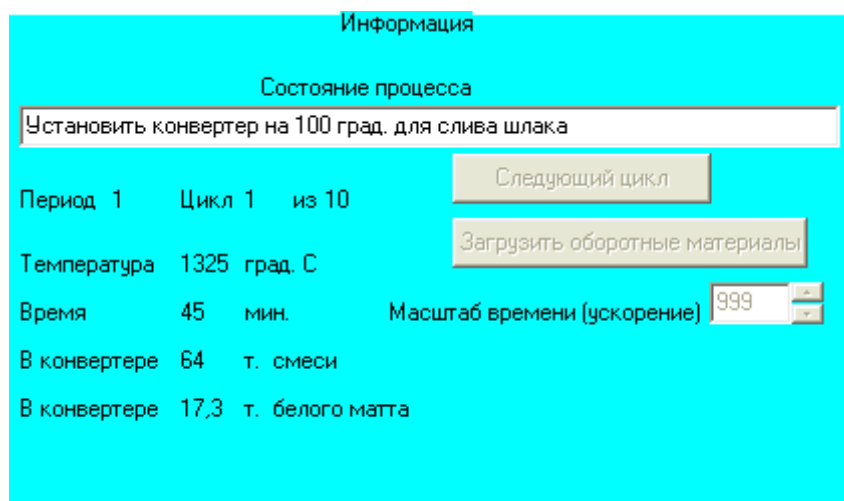 Информация
Состояние процесса
Установить конвертер на 100 град. для слива шлака
Следующий цикл
Период 1 Цикл 1 из 10
Загрузить оборотные материалы
Температура 1325 град. С
Время 45 мин. Масштаб времени (ускорение) 999
В конвертере 64 т. смеси
В конвертере 17,3 т. белого матта